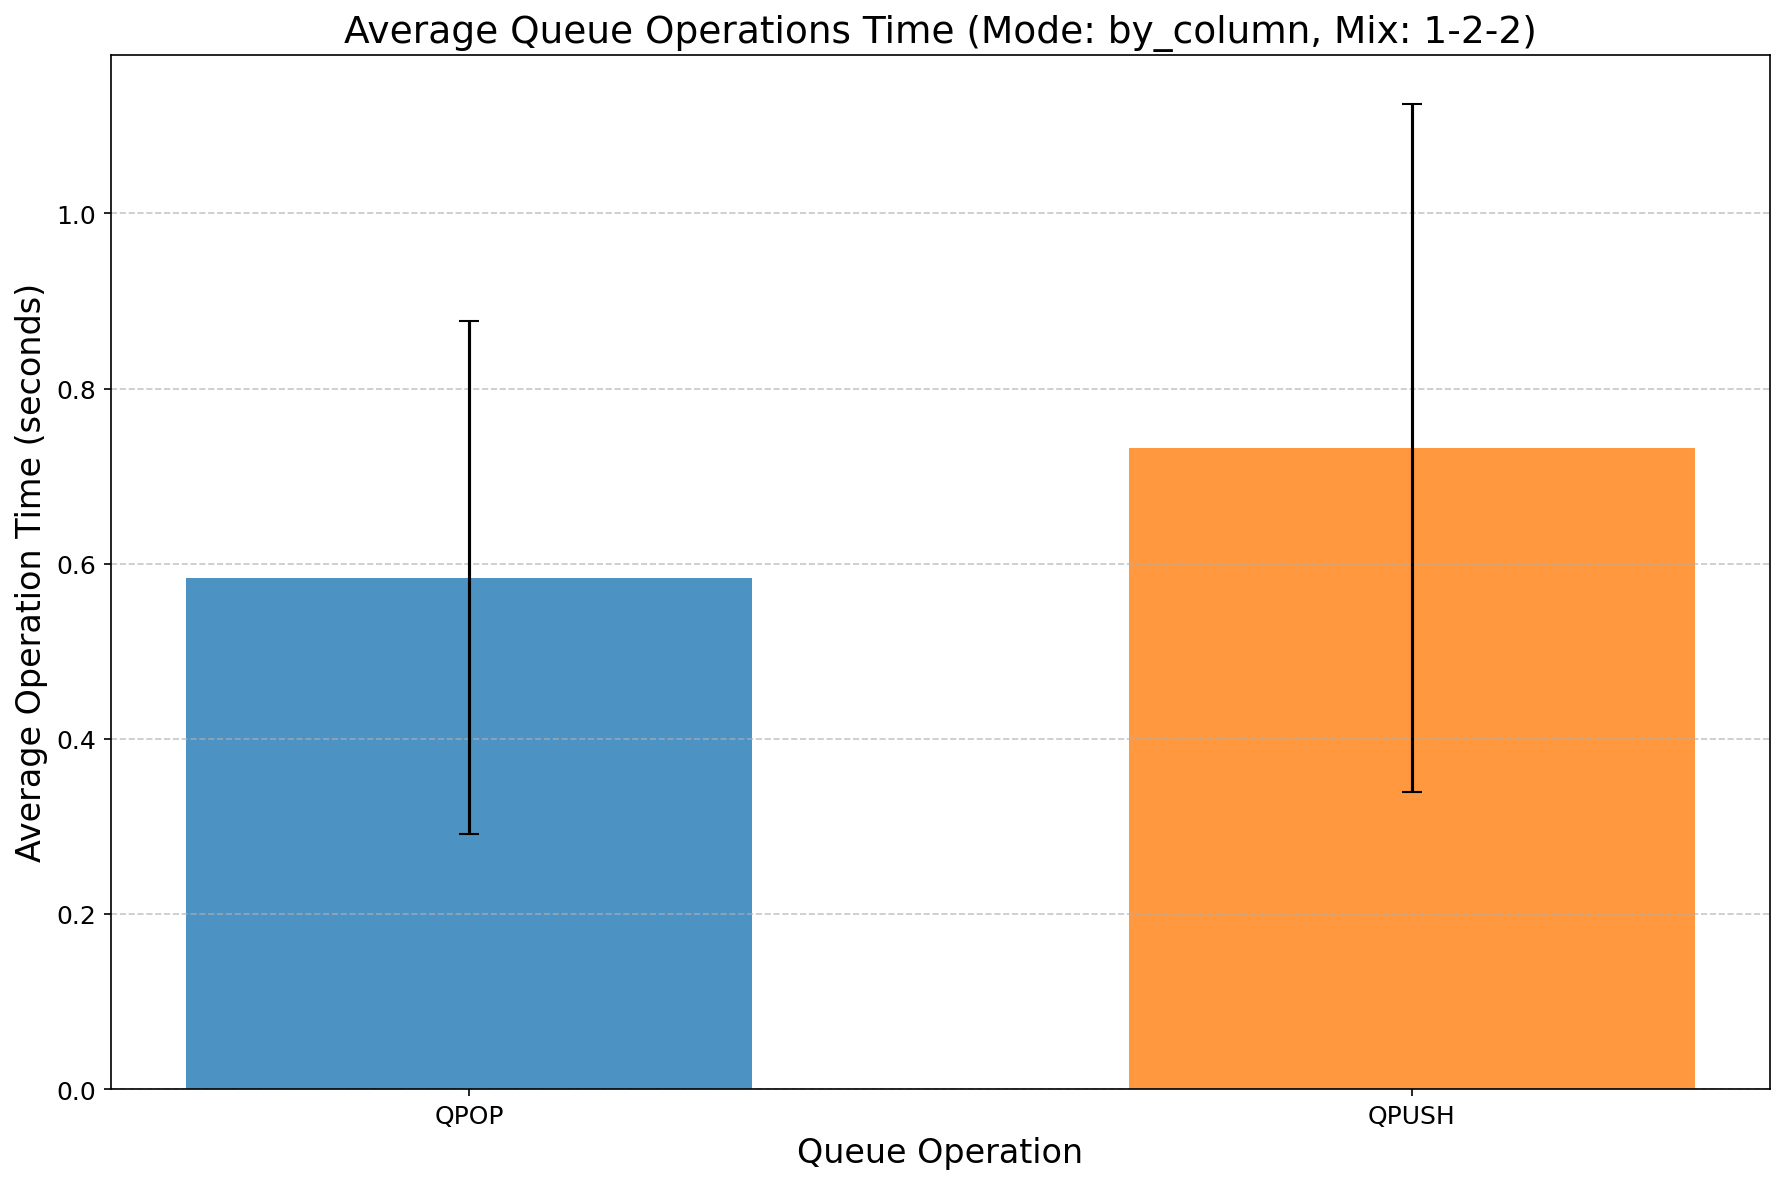 Average Queue Operations Time (Mode: by_column, Mix: 1-2-2)
Average Operation Time (seconds)
1.0
0.8
0.6
0.4
0.2
0.0
QPOP
QPUSH
Queue Operation